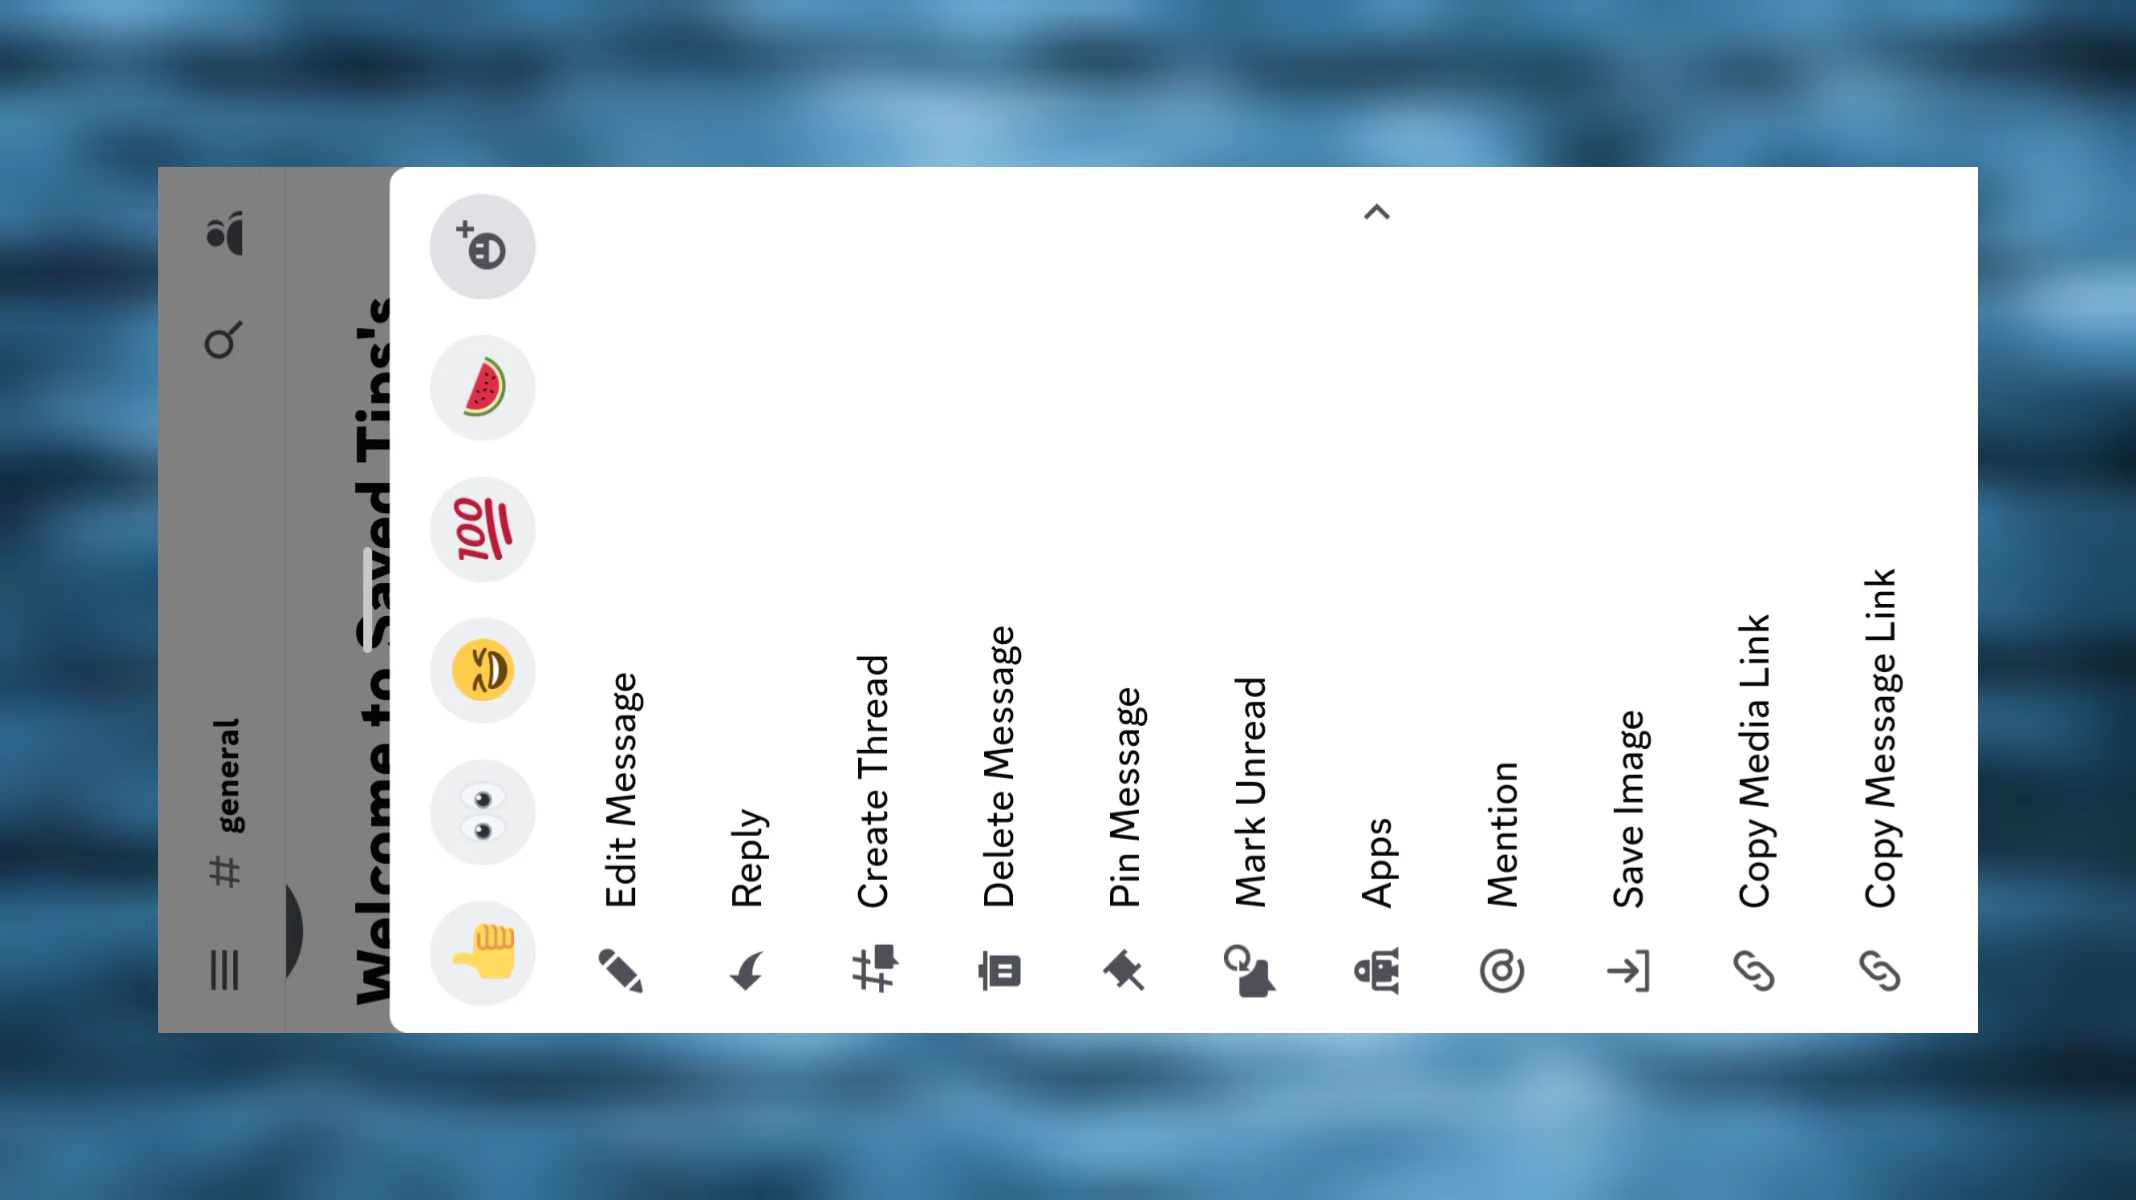 # general
Welcome to Saved Tips's
💯
Edit Message
Reply
Create Thread
Delete Message
Pin Message
Mark Unread
Apps
Mention
Save Image
Copy Media Link
Copy Message Link